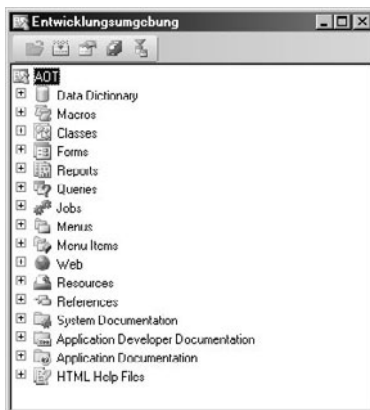 Entwicklungsumgebung
AOT
Data Dictionary
Macros
Classes
Forms
Reports
Queries
Jobs
Menus
Menu Items
Web
Resources
References
System Documentation
Application Developer Documentation
Application Documentation
HTML Help Files